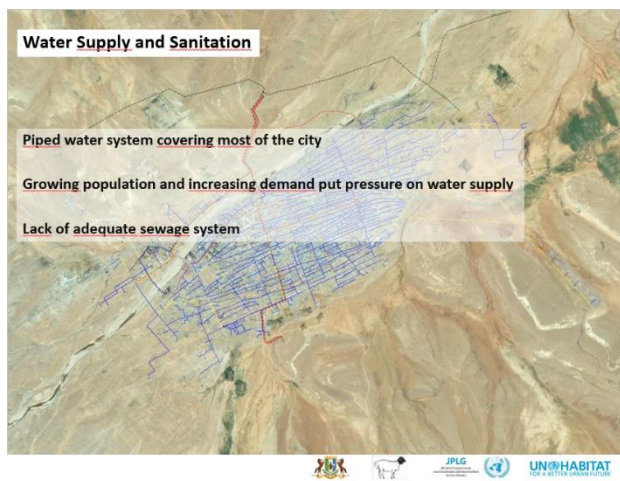 Water Supply and Sanitation
Piped water system covering most of the city
Growing population and increasing demand put pressure on water supply
Lack of adequate sewage system
JPLG
UN HABITAT
FOR A BETTER URBAN FUTURE